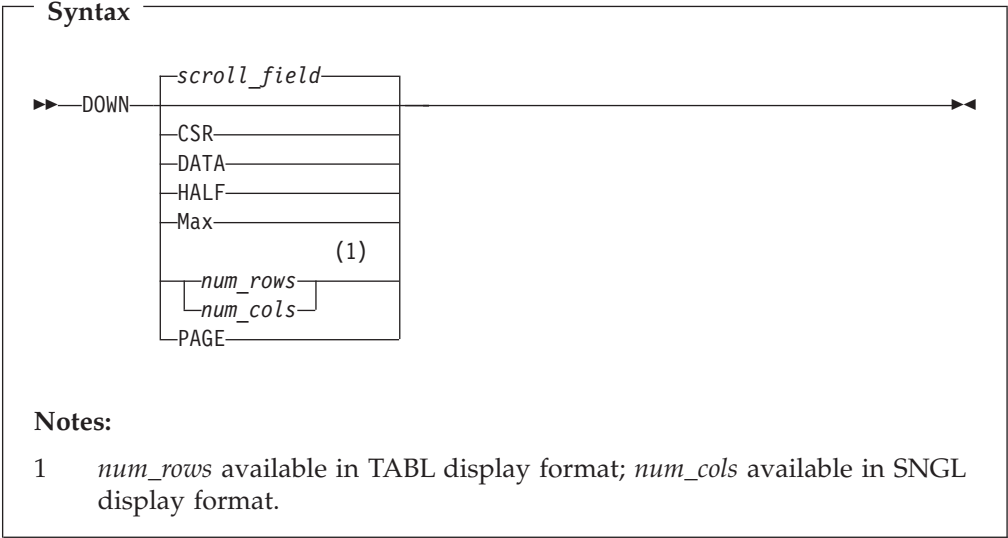 Syntax
scroll_field
DOWN
CSR
DATA
HALF
Max
(1)
num_rows
num_cols
PAGE
Notes:
1 num_rows available in TABL display format; num_cols available in SNGL
display format.